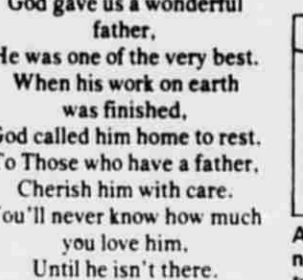 God gave us a wonderful
father,
He was one of the very best.
When his work on earth
was finished,
God called him home to rest.
To Those who have a father,
Cherish him with care.
You'll never know how much
you love him,
Until he isn't there.